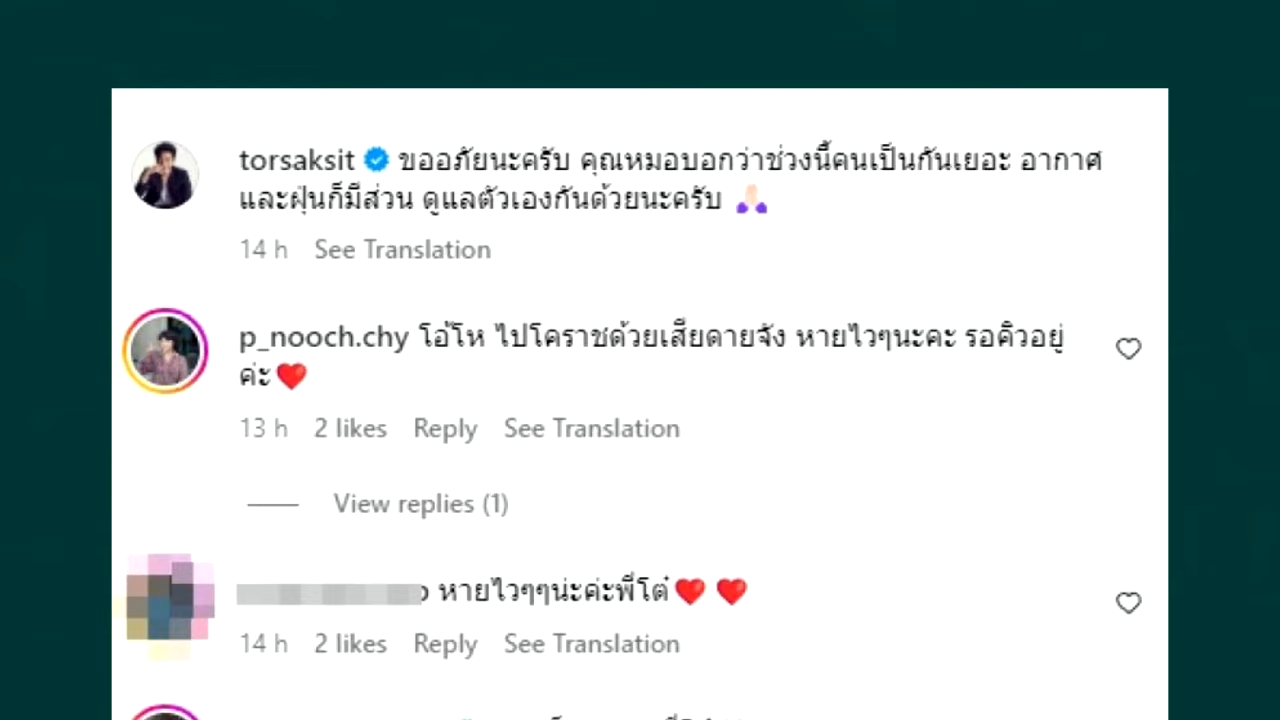 torsaksit ขออภัยนะครับ คุณหมอบอกว่าช่วงนี้คนเป็นกันเยอะ อากาศ
และฝุ่นก็มีส่วน ดูแลตัวเองกันด้วยนะครับ 🙏🏻
14 h See Translation
p_nooch.chy โอ้โห ไปโคราชด้วยเสียดายจัง หายไวๆนะคะ รอคิวอยู่
ค่ะ❤️
13 h 2 likes Reply See Translation
View replies (1)
หายไวๆๆน่ะค่ะพี่โต๋❤️ ❤️
14 h 2 likes Reply See Translation